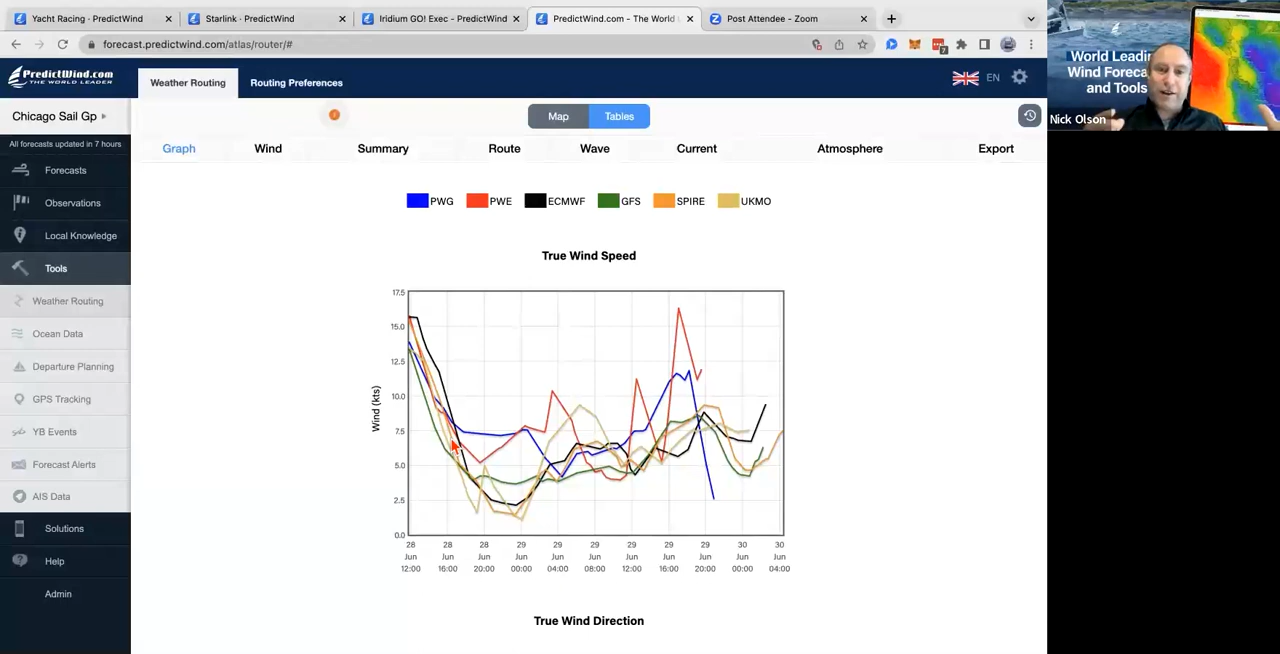 Yacht Racing - PredictWind
Starlink · PredictWind
Iridium GO! Exec - PredictWind
PredictWind.com - The World L
Post Attendee - Zoom
forecast.predictwind.com/atlas/router/#
7
PredictWind.com
THE WORLD LEADER
Weather Routing
Routing Preferences
EN
Chicago Sail Gp
All forecasts updated in 7 hours
Forecasts
Observations
Local Knowledge
Tools
Weather Routing
Ocean Data
Departure Planning
GPS Tracking
YB Events
Forecast Alerts
AIS Data
Solutions
Help
Admin
Map
Tables
Graph
Wind
Summary
Route
Wave
Current
Atmosphere
Export
PWG
PWE
ECMWF
GFS
SPIRE
UKMO
True Wind Speed
Wind (kts)
17.5
15.0
12.5
10.0
7.5
5.0
2.5
0.0
28 Jun 12:00
28 Jun 16:00
28 Jun 20:00
29 Jun 00:00
29 Jun 04:00
29 Jun 08:00
29 Jun 12:00
29 Jun 16:00
29 Jun 20:00
30 Jun 00:00
30 Jun 04:00
True Wind Direction
World Leadin
Wind Foreca
and Tools
Nick Olson